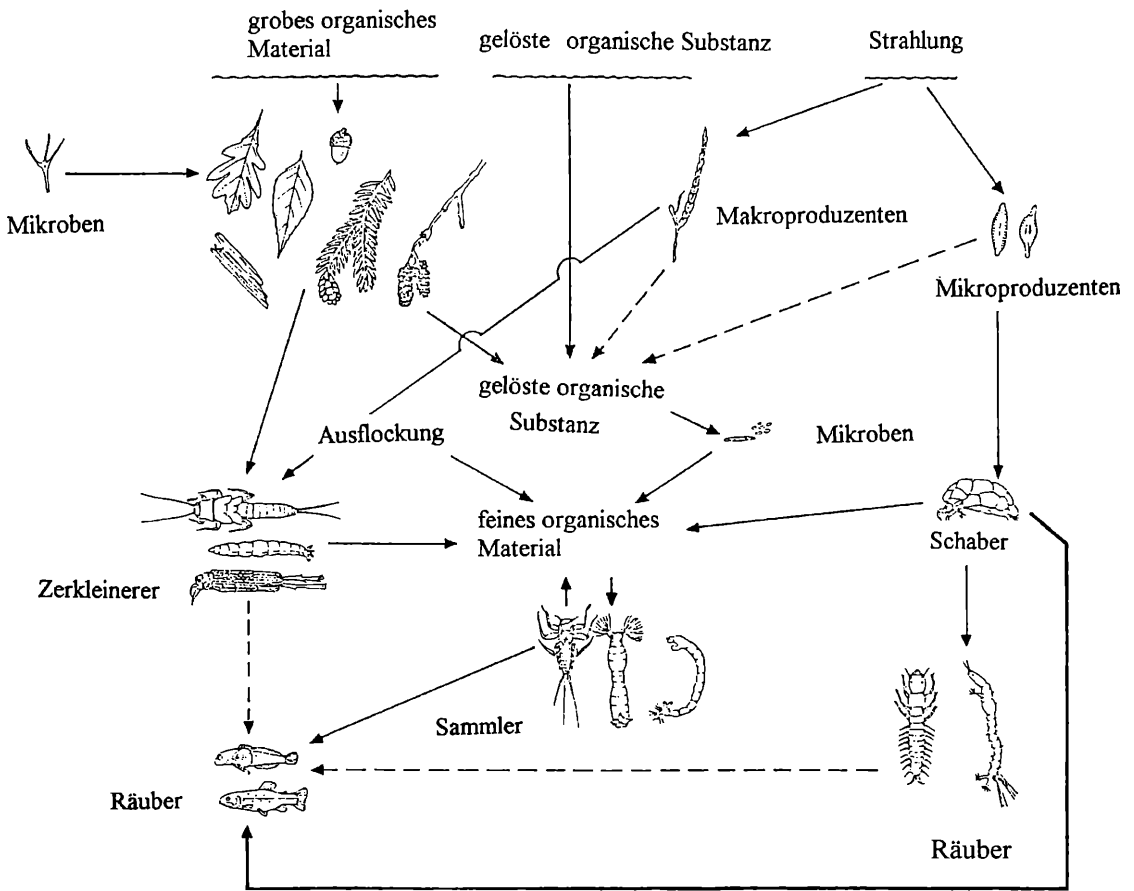 grobes organisches
Material
gelöste organische Substanz
Strahlung
Mikroben
Makroproduzenten
Mikroproduzenten
gelöste organische
Substanz
Ausflockung
Mikroben
feines organisches
Material
Schaber
Zerkleinerer
Sammler
Räuber
Räuber